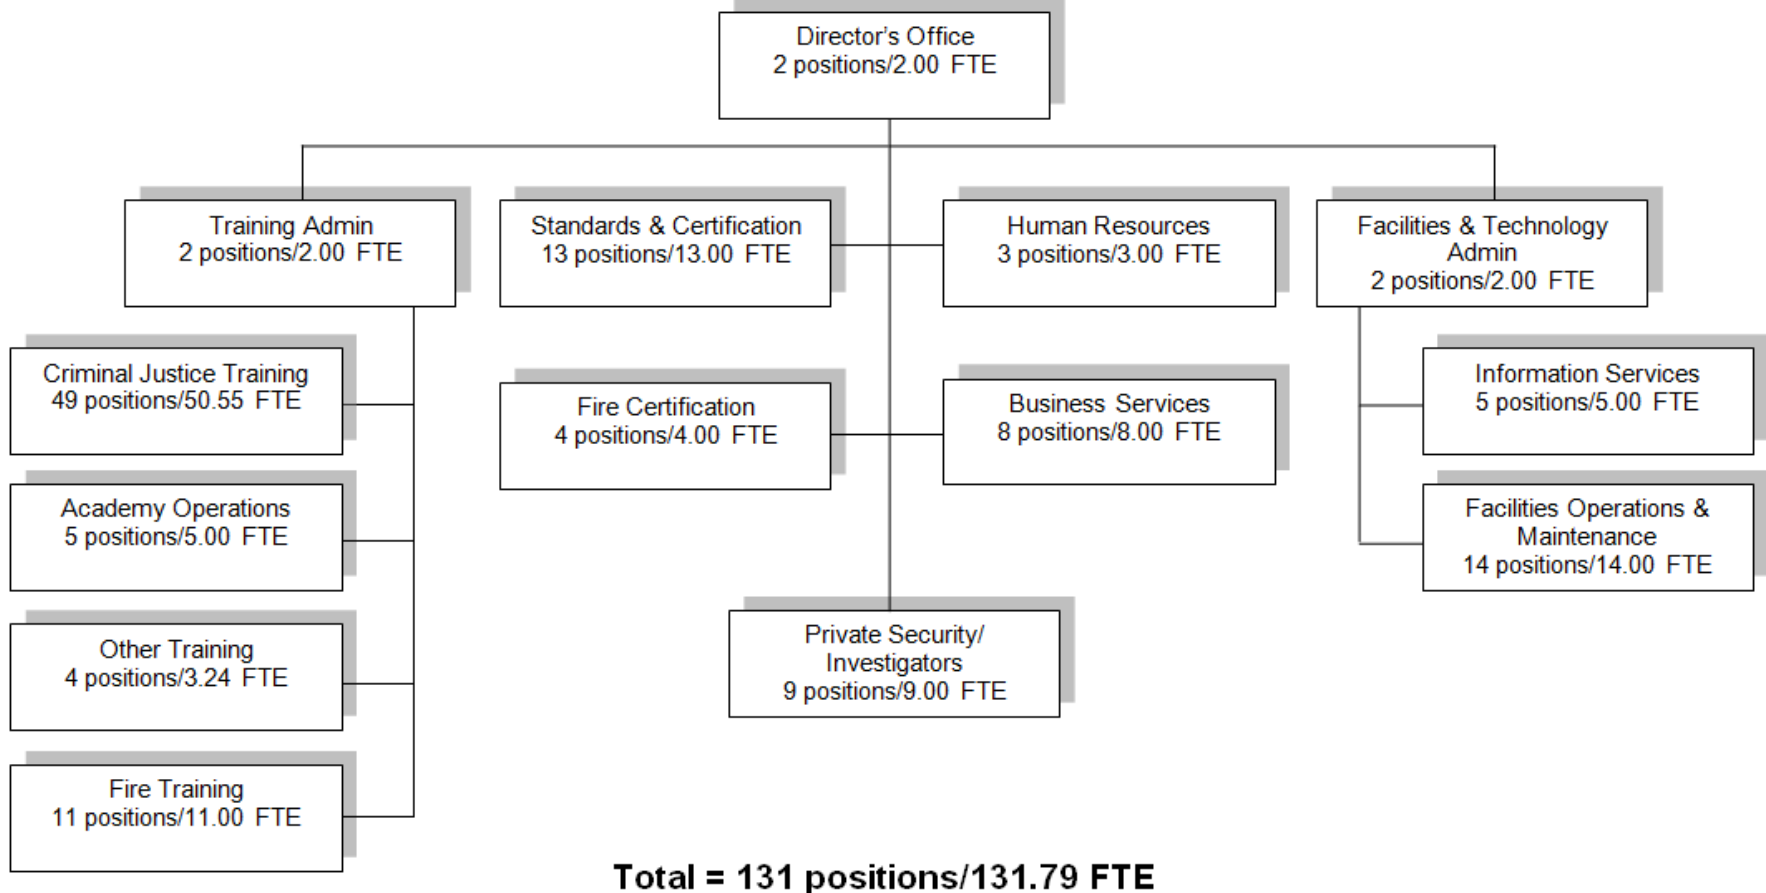 Director's Office
2 positions/2.00 FTE
Training Admin
2 positions/2.00 FTE
Standards & Certification
13 positions/13.00 FTE
Human Resources
3 positions/3.00 FTE
Facilities & Technology
Admin
2 positions/2.00 FTE
Criminal Justice Training
49 positions/50.55 FTE
Academy Operations
5 positions/5.00 FTE
Other Training
4 positions/3.24 FTE
Fire Training
11 positions/11.00 FTE
Fire Certification
4 positions/4.00 FTE
Business Services
8 positions/8.00 FTE
Private Security/
Investigators
9 positions/9.00 FTE
Information Services
5 positions/5.00 FTE
Facilities Operations &
Maintenance
14 positions/14.00 FTE
Total = 131 positions/131.79 FTE